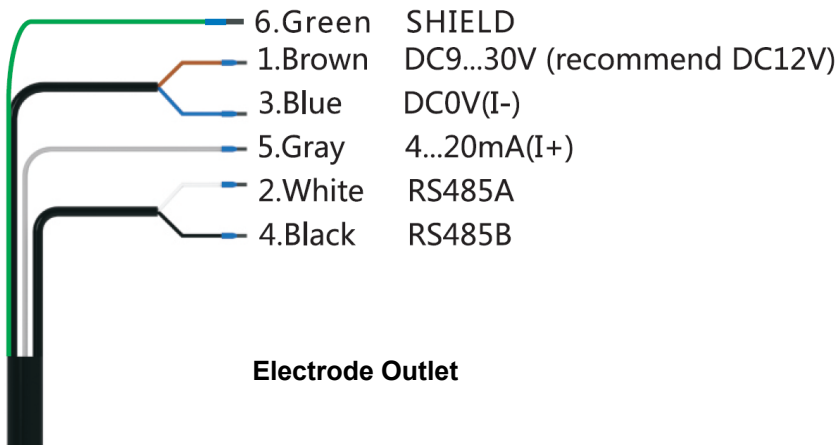 6.Green SHIELD
1.Brown DC9...30V (recommend DC12V)
3.Blue DC0V(I-)
5.Gray 4...20mA(I+)
2.White RS485A
4.Black RS485B
Electrode Outlet